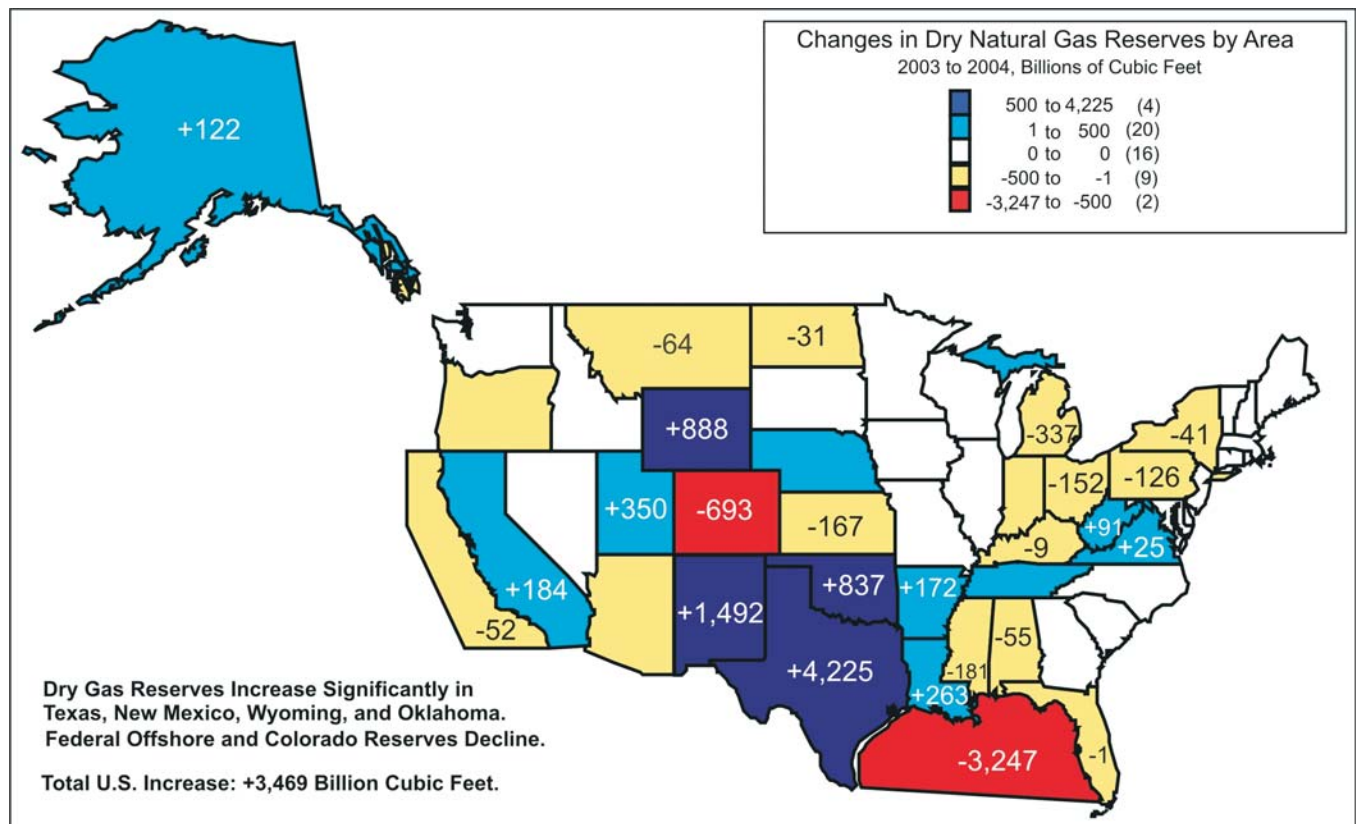 Changes in Dry Natural Gas Reserves by Area
2003 to 2004, Billions of Cubic Feet
500 to 4,225 (4)
1 to 500 (20)
0 to 0 (16)
-500 to -1 (9)
-3,247 to -500 (2)
+122
-64
-31
+888
-337
-41
+350
-693
-167
-152
-126
+91
+25
-9
+184
-52
+1,492
+837
+172
+4,225
-181
-55
+263
-3,247
-1
Dry Gas Reserves Increase Significantly in
Texas, New Mexico, Wyoming, and Oklahoma.
Federal Offshore and Colorado Reserves Decline.
Total U.S. Increase: +3,469 Billion Cubic Feet.